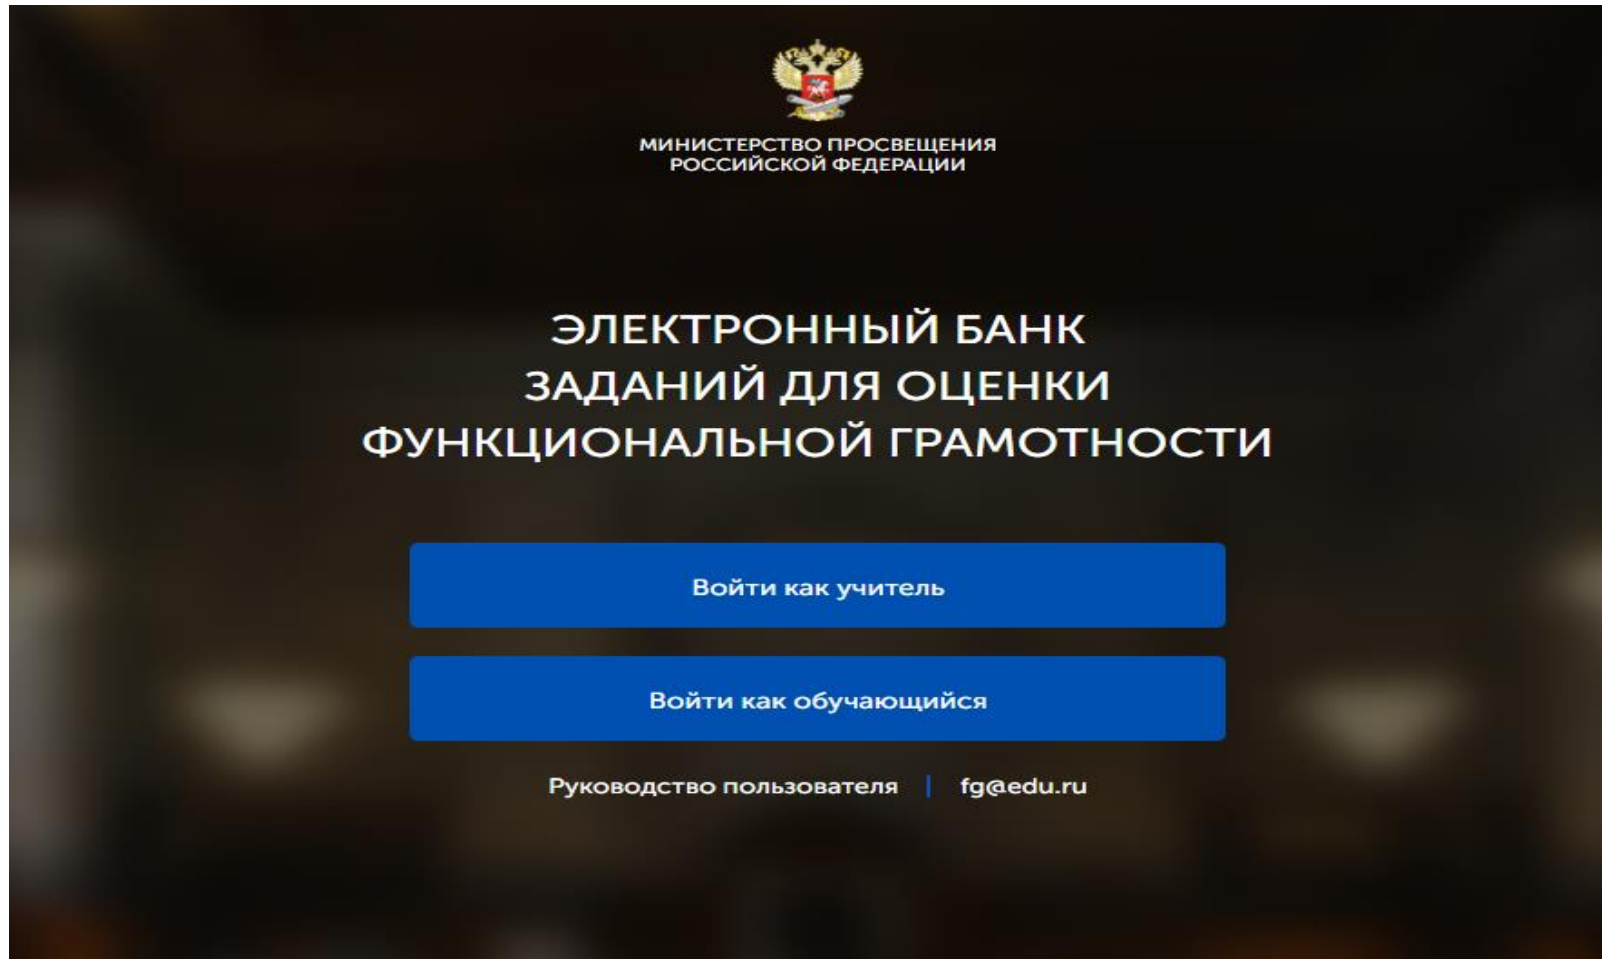 МИНИСТЕРСТВО ПРОСВЕЩЕНИЯ
РОССИЙСКОЙ ФЕДЕРАЦИИ
ЭЛЕКТРОННЫЙ БАНК
ЗАДАНИЙ ДЛЯ ОЦЕНКИ
ФУНКЦИОНАЛЬНОЙ ГРАМОТНОСТИ
Войти как учитель
Войти как обучающийся
Руководство пользователя | fg@edu.ru